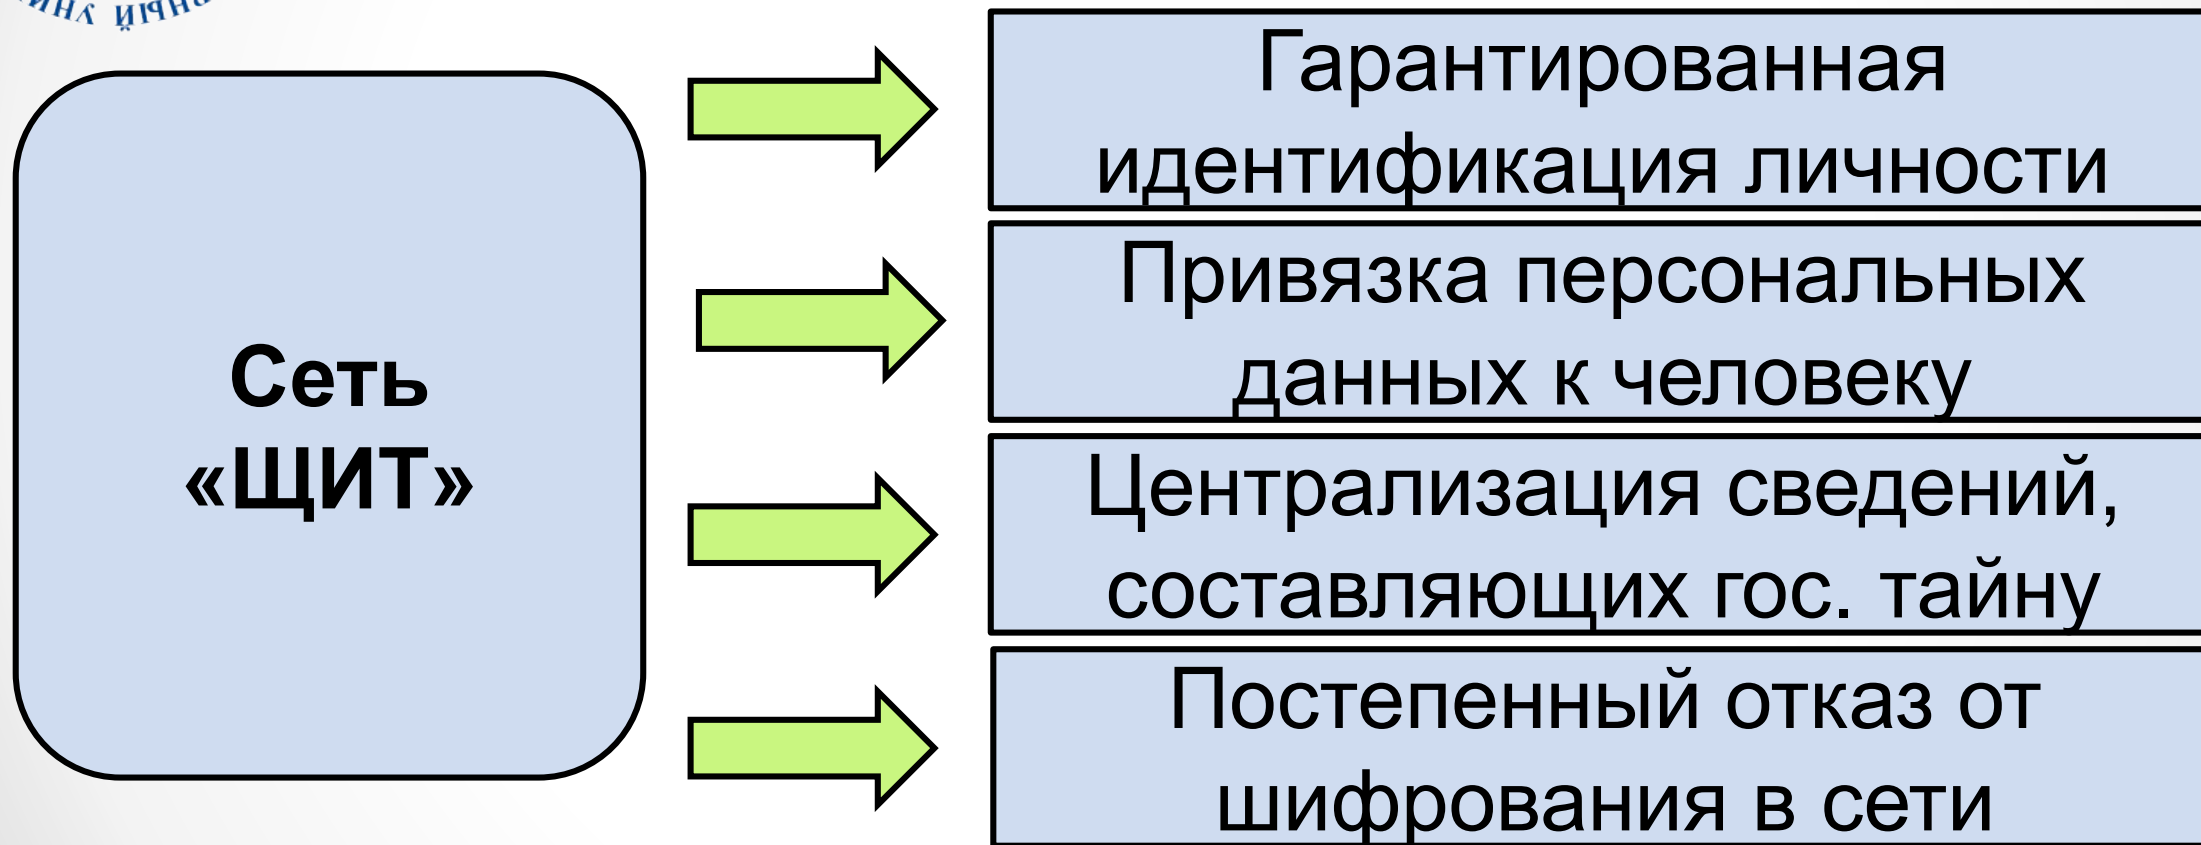 Сеть
«ЩИТ»
Гарантированная
идентификация личности
Привязка персональных
данных к человеку
Централизация сведений,
составляющих гос. тайну
Постепенный отказ от
шифрования в сети